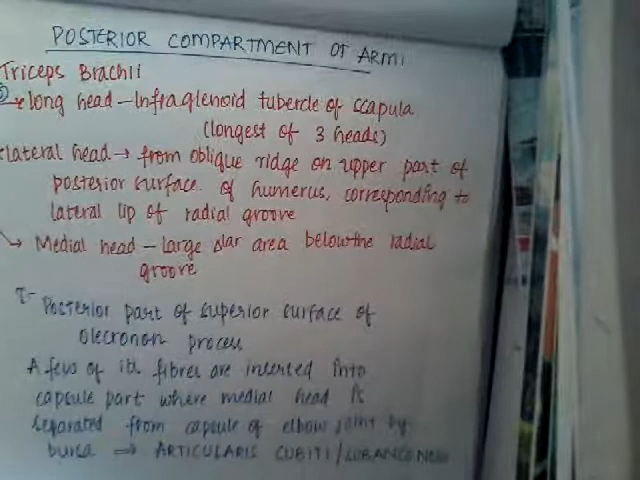 POSTERIOR COMPARTMENT OF ARM
Triceps Brachii
long head - Infraglenoid tubercle of scapula
(longest of 3 heads)
lateral head → from oblique ridge on upper part of
posterior surface of humerus, corresponding to
lateral lip of radial groove
→ Medial head - large alar area below the radial
groove
I- Posterior part of superior surface of
olecronon process
A few of its fibres are inserted into
capsule part where medial head is
separated from capsule of elbow joint by
bursa ⇒ ARTICULARIS CUBITI /